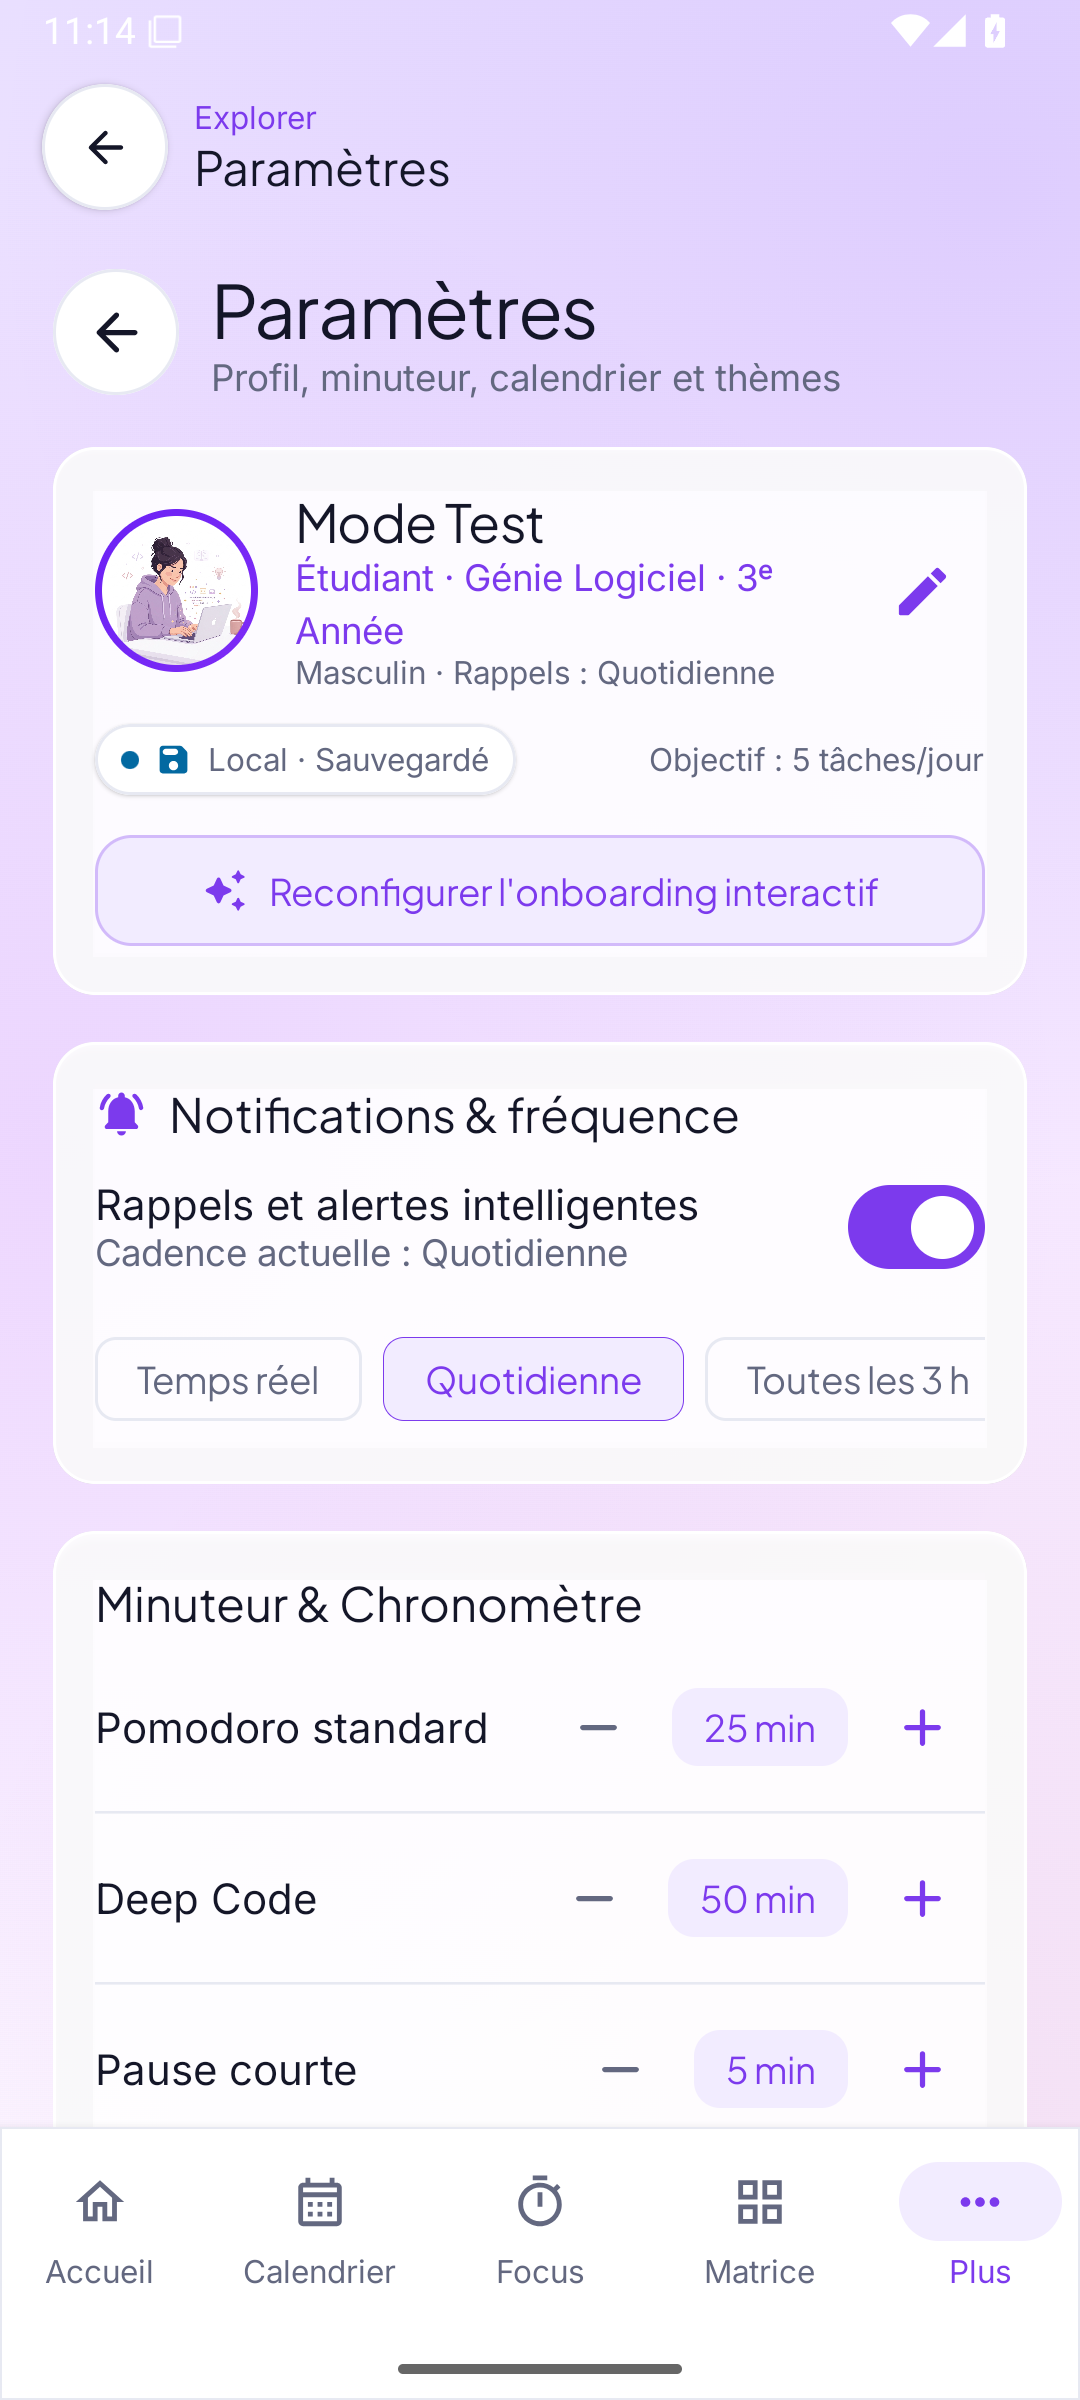 11:14
Explorer
Paramètres
Paramètres
Profil, minuteur, calendrier et thèmes
Mode Test
Étudiant · Génie Logiciel · 3ᵉ
Année
Masculin · Rappels : Quotidienne
Local · Sauvegardé
Objectif : 5 tâches/jour
Reconfigurer l'onboarding interactif
Notifications & fréquence
Rappels et alertes intelligentes
Cadence actuelle : Quotidienne
Temps réel
Quotidienne
Toutes les 3 h
Minuteur & Chronomètre
Pomodoro standard
25 min
Deep Code
50 min
Pause courte
5 min
Accueil
Calendrier
Focus
Matrice
Plus